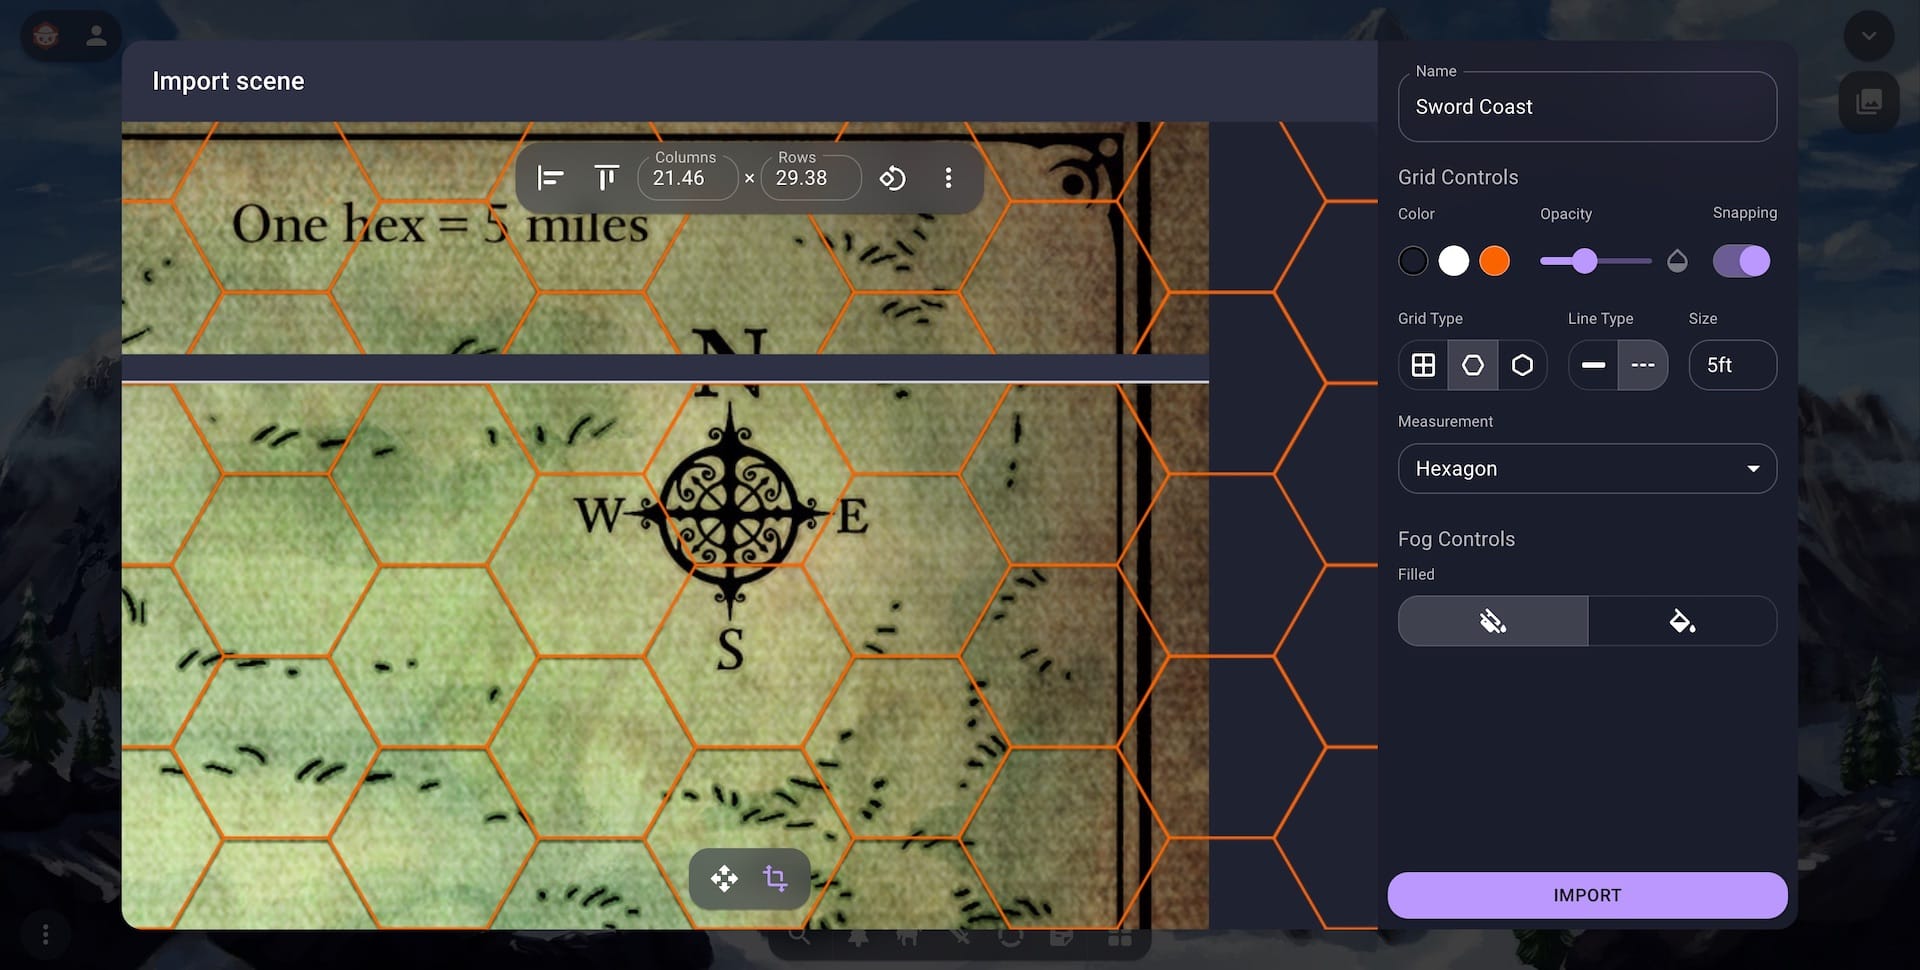 Import scene
Name
Sword Coast
Columns
21.46
×
Rows
29.38
One hex = 5 miles
N
N
W
E
S
Grid Controls
Color
Opacity
Snapping
Grid Type
Line Type
Size
5ft
Measurement
Hexagon
Fog Controls
Filled
IMPORT